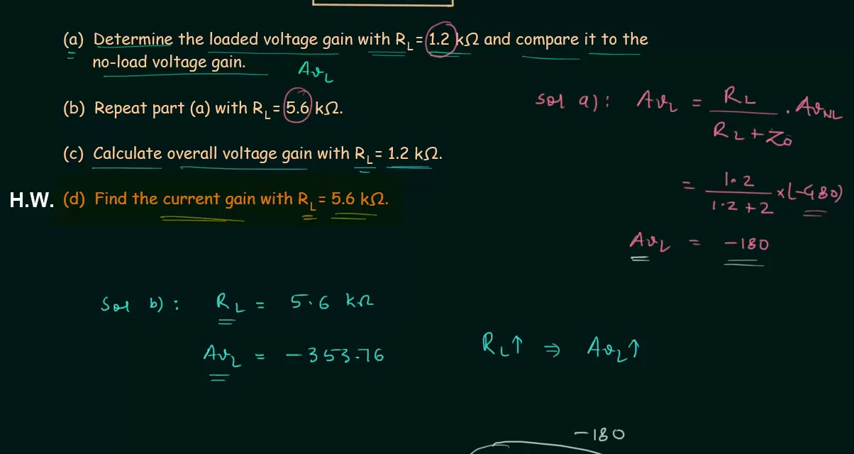 (a) Determine the loaded voltage gain with RL = 1.2 kΩ and compare it to the
no-load voltage gain.
AvL
(b) Repeat part (a) with RL = 5.6 kΩ.
(c) Calculate overall voltage gain with RL = 1.2 kΩ.
H.W. (d) Find the current gain with RL = 5.6 kΩ.
Sol a): AvL = RL / (RL + Zo) . AvNL
= 1.2 / (1.2 + 2) × (-480)
AvL = -180
Sol b): RL = 5.6 kΩ
AvL = -353.76
RL↑ ⇒ AvL↑
-180